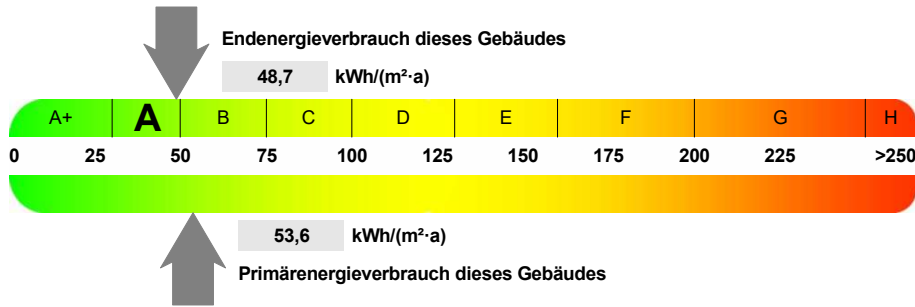 Endenergieverbrauch dieses Gebäudes
48,7 kWh/(m²·a)
A+ A B C D E F G H
0 25 50 75 100 125 150 175 200 225 >250
53,6 kWh/(m²·a)
Primärenergieverbrauch dieses Gebäudes